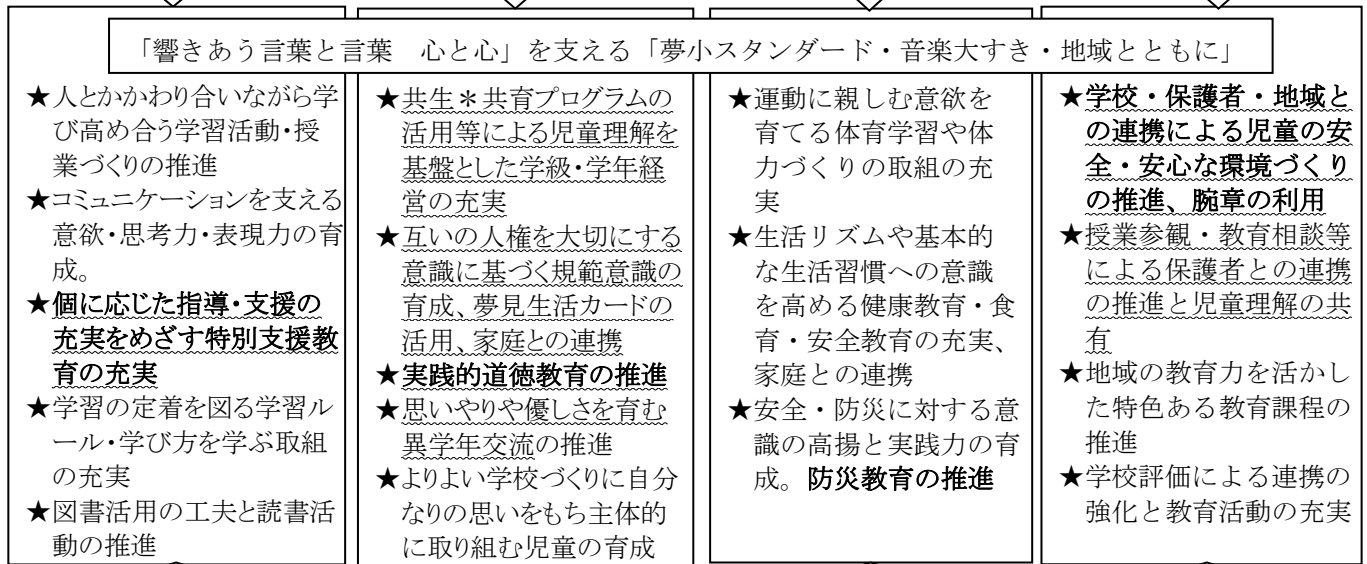 「響きあう言葉と言葉　心と心」を支える「夢小スタンダード・音楽大すき・地域とともに」
★人とかかわり合いながら学
び高め合う学習活動・授
業づくりの推進
★コミュニケーションを支える
意欲・思考力・表現力の育
成。
★個に応じた指導・支援の
充実をめざす特別支援教
育の充実
★学習の定着を図る学習ル
ール・学び方を学ぶ取組
の充実
★図書活用の工夫と読書活
動の推進
★共生＊共育プログラムの
活用等による児童理解を
基盤とした学級・学年経
営の充実
★互いの人権を大切にする
意識に基づく規範意識の
育成、夢見生活カードの
活用、家庭との連携
★実践的道徳教育の推進
★思いやりや優しさを育む
異学年交流の推進
★よりよい学校づくりに自分
なりの思いをもち主体的
に取り組む児童の育成
★運動に親しむ意欲を
育てる体育学習や体
力づくりの取組の充
実
★生活リズムや基本的
な生活習慣への意識
を高める健康教育・食
育・安全教育の充実、
家庭との連携
★安全・防災に対する意
識の高揚と実践力の育
成。防災教育の推進
★学校・保護者・地域と
の連携による児童の安
全・安心な環境づくり
の推進、腕章の利用
★授業参観・教育相談等
による保護者との連携
の推進と児童理解の共
有
★地域の教育力を活かし
た特色ある教育課程の
推進
★学校評価による連携の
強化と教育活動の充実